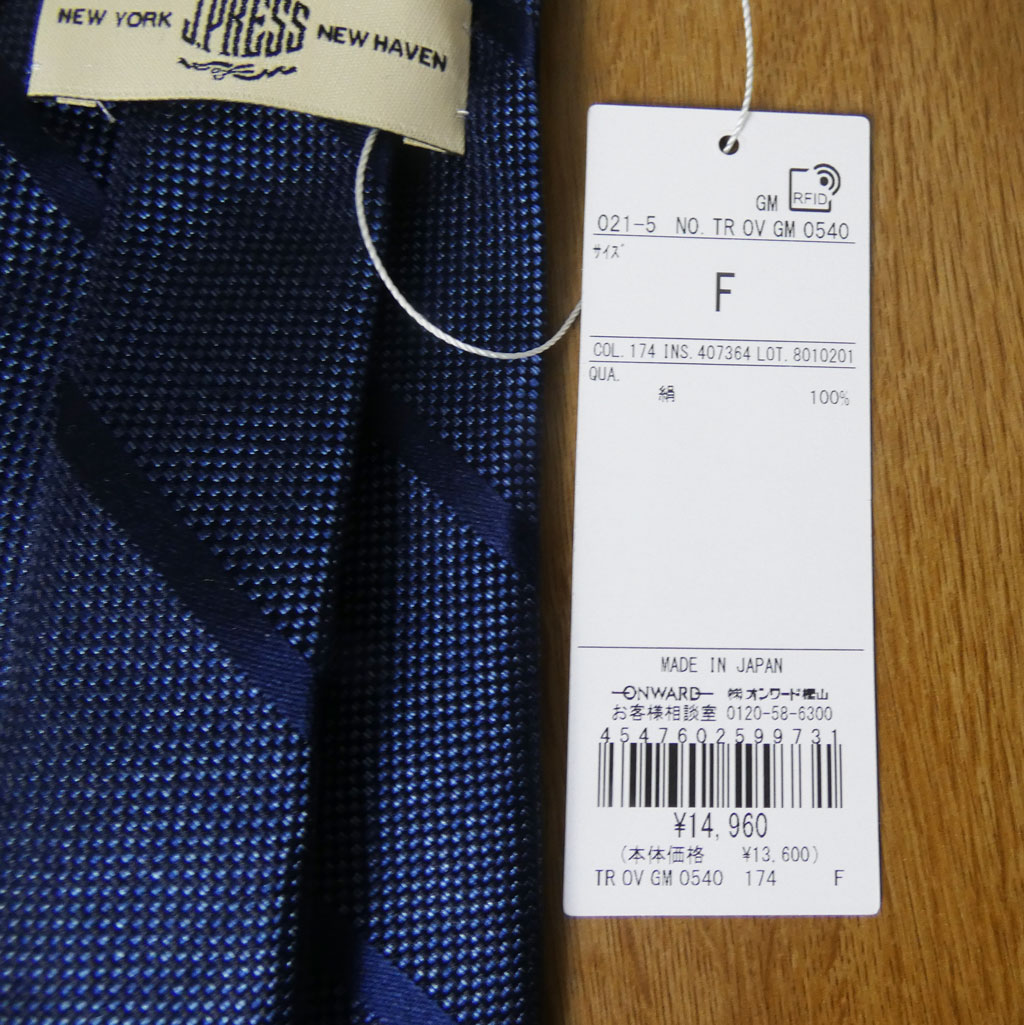 NEW YORK J.PRESS NEW HAVEN
RFID
GM
021-5 NO. TR OV GM 0540
サイズ
F
COL. 174 INS. 407364 LOT. 8010201
QUA.
絹 100%
MADE IN JAPAN
ONWARD ㈱オンワード樫山
お客様相談室 0120-58-6300
4547602599731
¥14,960
(本体価格 ¥13,600)
TR OV GM 0540 174 F